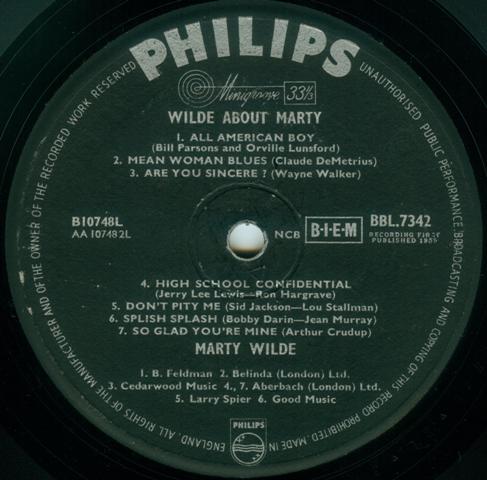 PHILIPS
Minigroove 33⅓
WILDE ABOUT MARTY
1. ALL AMERICAN BOY
(Bill Parsons and Orville Lunsford)
2. MEAN WOMAN BLUES (Claude DeMetrius)
3. ARE YOU SINCERE ? (Wayne Walker)
B10748L
AA 10748 2L
NCB
B·I·E·M
BBL.7342
RECORDING FIRST
PUBLISHED 1959
4. HIGH SCHOOL CONFIDENTIAL
(Jerry Lee Lewis—Ron Hargrave)
5. DON'T PITY ME (Sid Jackson—Lou Stallman)
6. SPLISH SPLASH (Bobby Darin—Jean Murray)
7. SO GLAD YOU'RE MINE (Arthur Crudup)
MARTY WILDE
1. B. Feldman 2. Belinda (London) Ltd.
3. Cedarwood Music 4., 7. Aberbach (London) Ltd.
5. Larry Spier 6. Good Music
PHILIPS
ALL RIGHTS OF THE MANUFACTURER AND OF THE OWNER OF THE RECORDED WORK RESERVED
UNAUTHORISED PUBLIC PERFORMANCE, BROADCASTING AND COPYING OF THIS RECORD PROHIBITED. MADE IN ENGLAND.